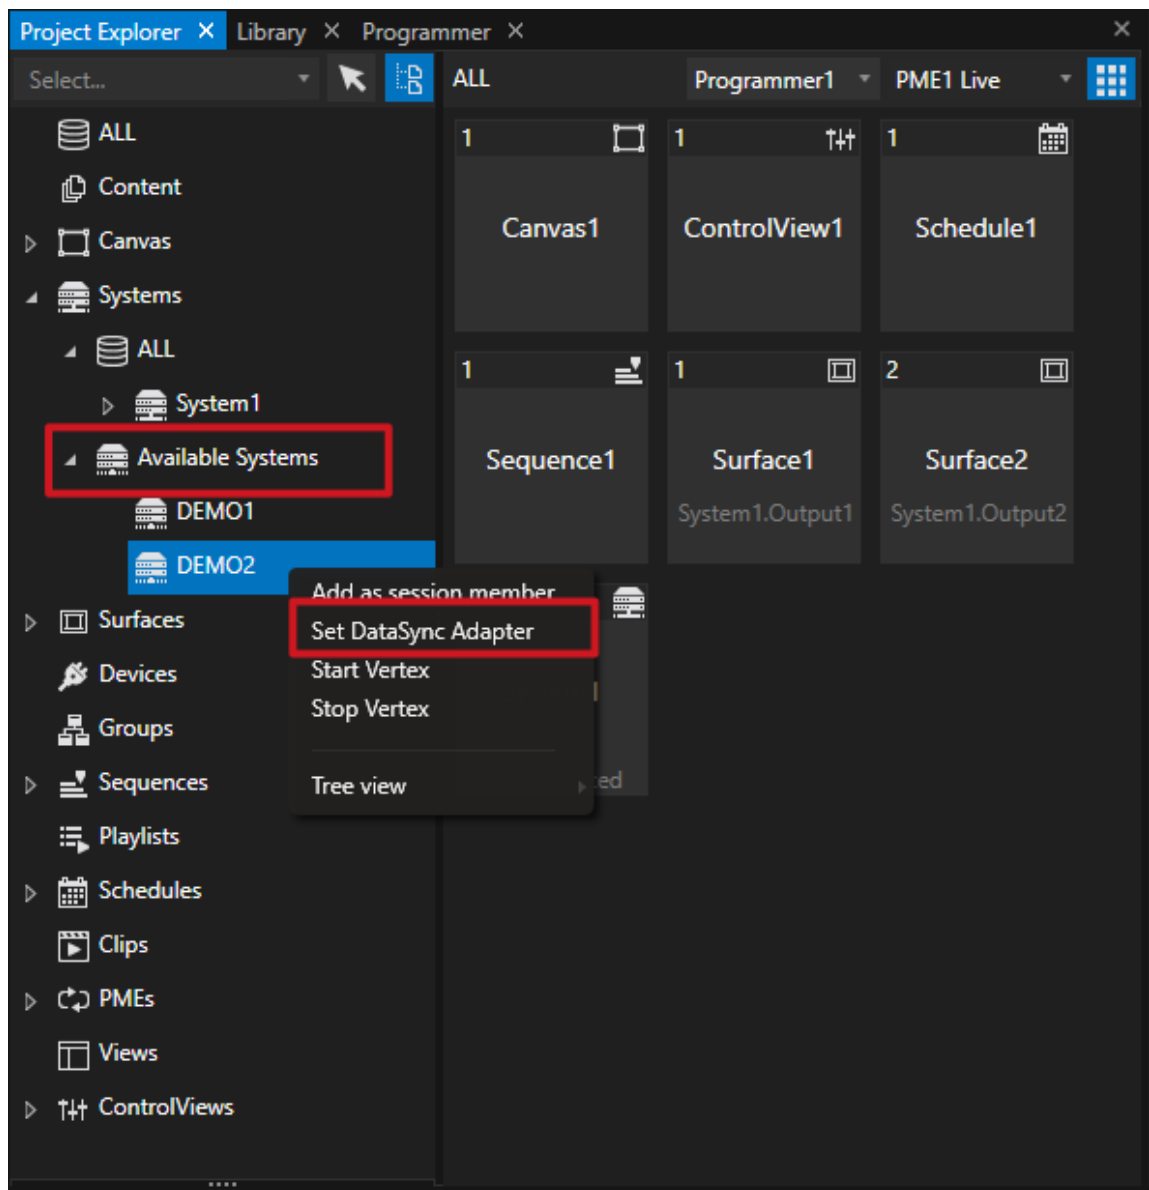 Project Explorer Library Programmer
Select... ALL Programmer1 PME1 Live
ALL
Content
Canvas
Systems
ALL
System1
Available Systems
DEMO1
DEMO2
Surfaces
Devices
Groups
Sequences
Playlists
Schedules
Clips
PMEs
Views
ControlViews
1
Canvas1
1
ControlView1
1
Schedule1
1
Sequence1
1
Surface1
System1.Output1
2
Surface2
System1.Output2
Add as session member
Set DataSync Adapter
Start Vertex
Stop Vertex
Tree view